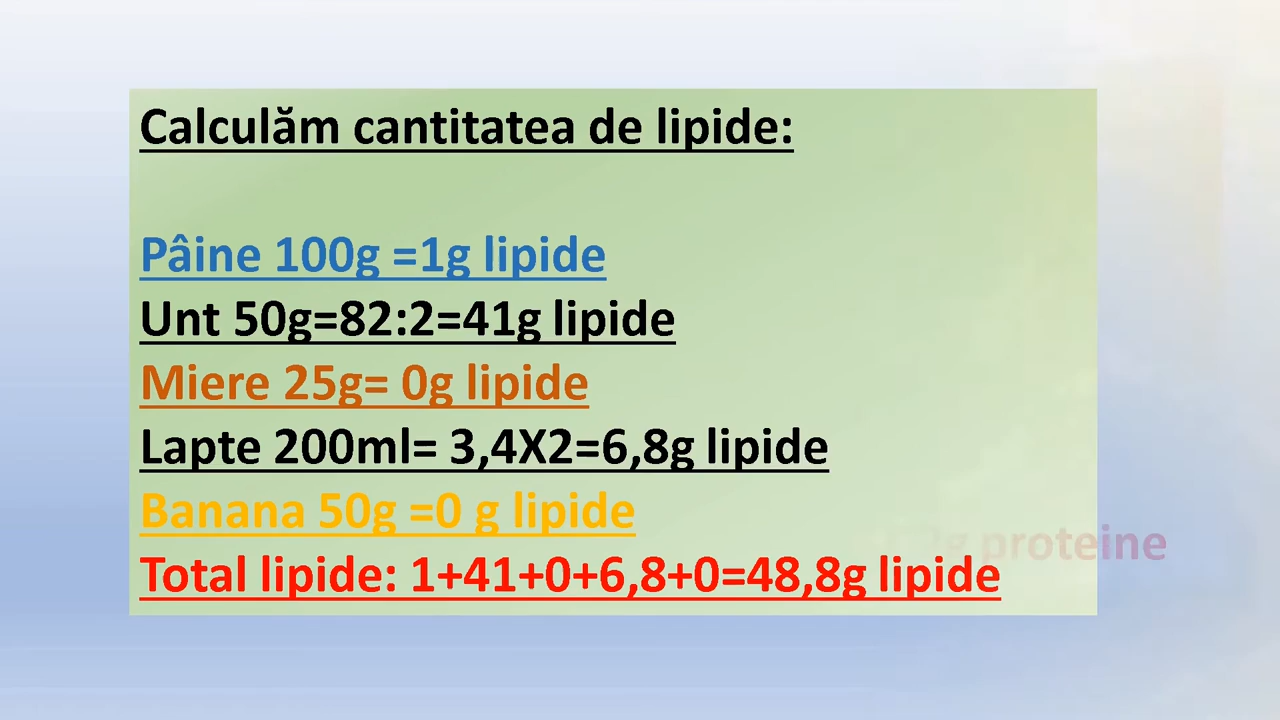 Calculăm cantitatea de lipide:
Pâine 100g =1g lipide
Unt 50g=82:2=41g lipide
Miere 25g= 0g lipide
Lapte 200ml= 3,4X2=6,8g lipide
Banana 50g =0 g lipide
proteine
Total lipide: 1+41+0+6,8+0=48,8g lipide